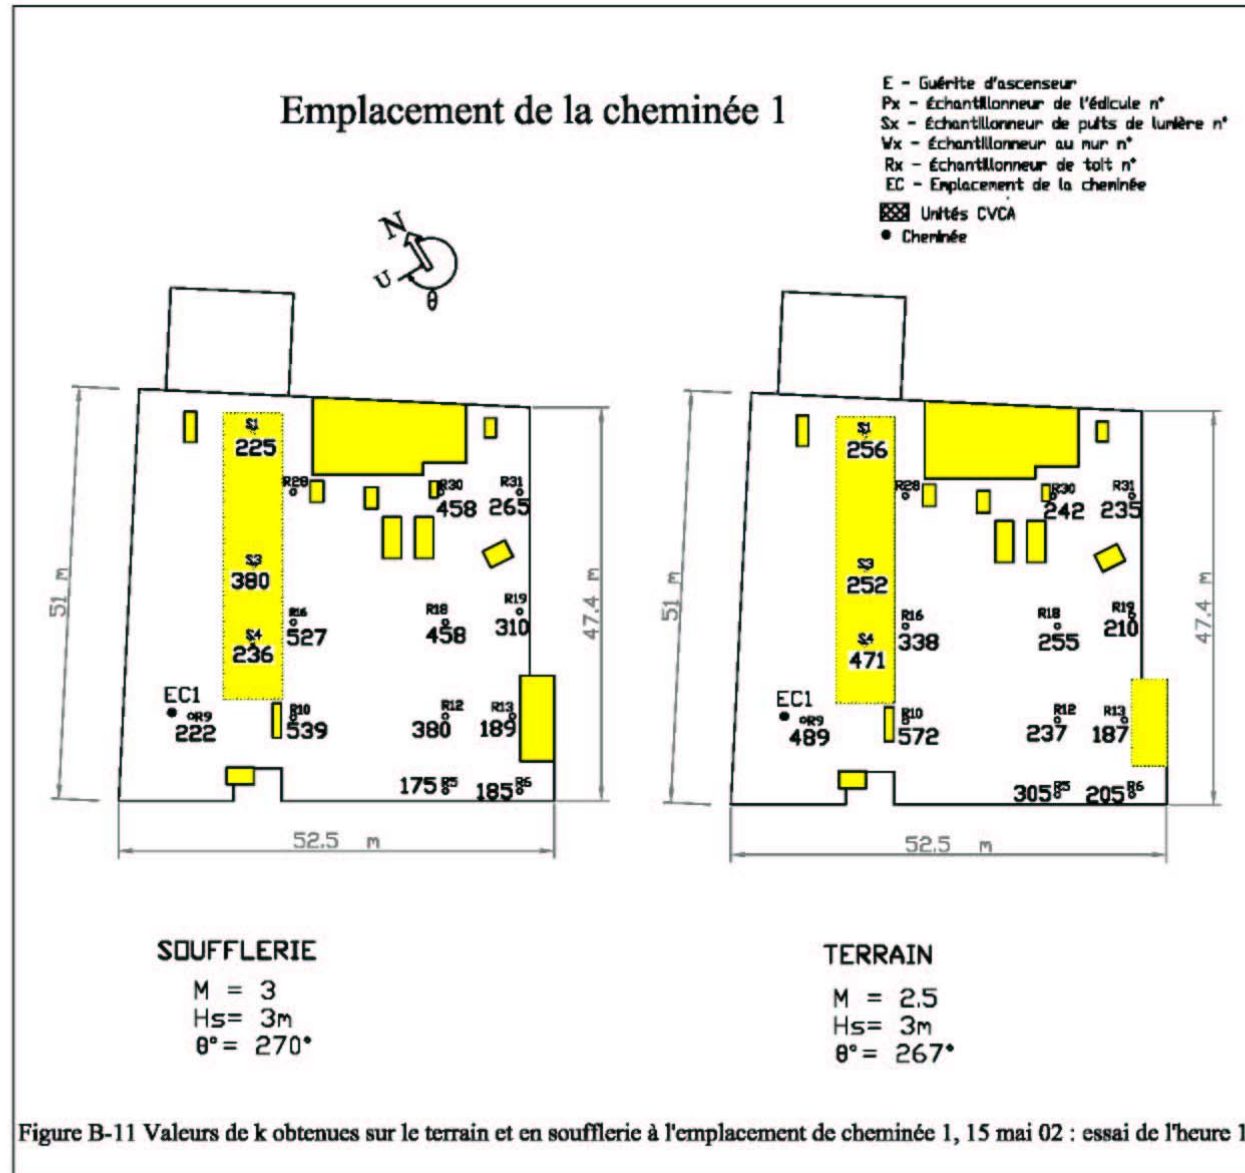 Emplacement de la cheminée 1
E - Guérite d'ascenseur
Px - échantillonneur de l'édicule n°
Sx - échantillonneur de puits de lumière n°
Wx - échantillonneur au mur n°
Rx - échantillonneur de toit n°
EC - Emplacement de la cheminée
Unités CVCA
Cheminée
N
U
θ
S1
225
R28
R30
458
R31
265
S3
380
R16
527
R18
458
R19
310
S4
236
EC1
R9
222
R10
539
R12
380
R13
189
175 R5
185 R6
51 m
47.4 m
52.5 m
S1
256
R28
R30
242
R31
235
S3
252
R16
338
R18
255
R19
210
S4
471
EC1
R9
489
R10
572
R12
237
R13
187
305 R5
205 R6
51 m
47.4 m
52.5 m
SOUFFLERIE
M = 3
Hs= 3m
θ°= 270°
TERRAIN
M = 2.5
Hs= 3m
θ°= 267°
Figure B-11 Valeurs de k obtenues sur le terrain et en soufflerie à l'emplacement de cheminée 1, 15 mai 02 : essai de l'heure 1